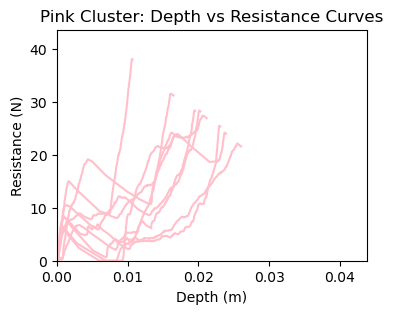 Pink Cluster: Depth vs Resistance Curves
Resistance (N)
40
30
20
10
0
0.00 0.01 0.02 0.03 0.04
Depth (m)